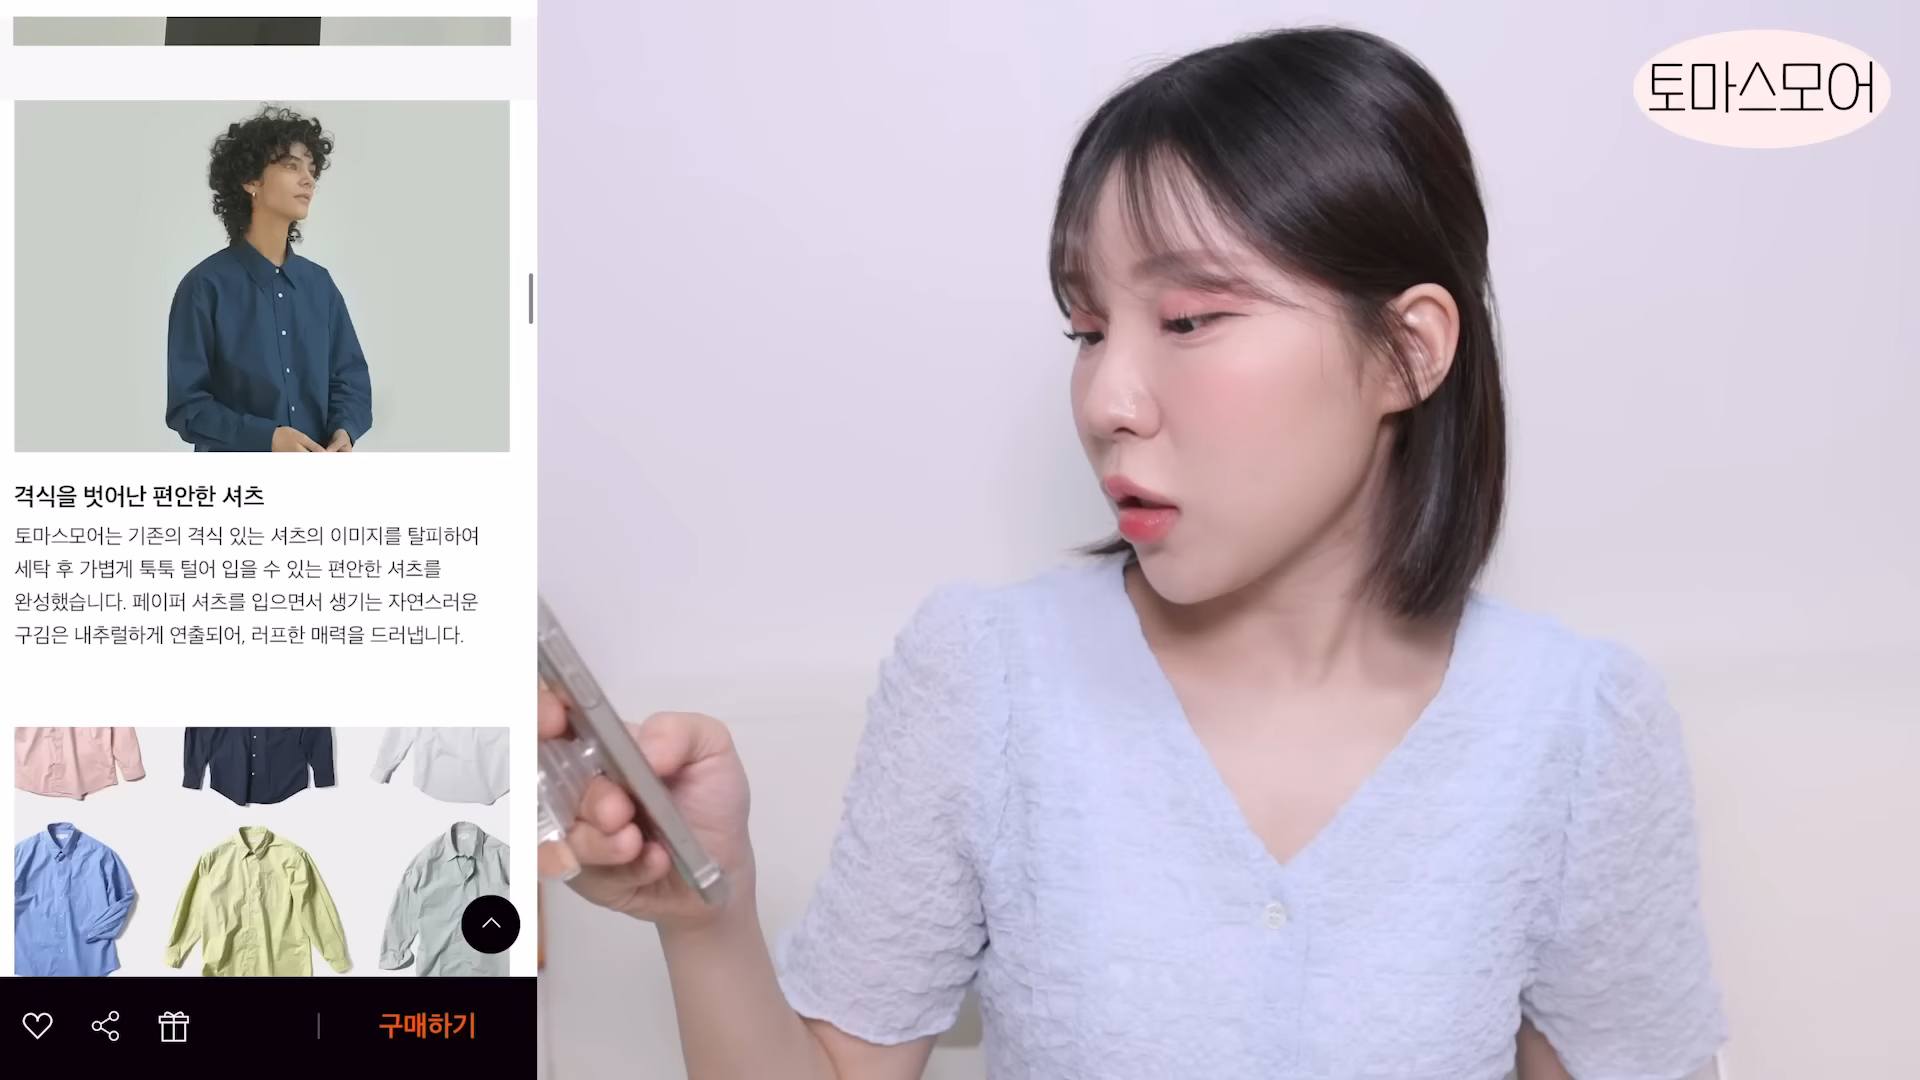 토마스모어
격식을 벗어난 편안한 셔츠
토마스모어는 기존의 격식 있는 셔츠의 이미지를 탈피하여
세탁 후 가볍게 툭툭 털어 입을 수 있는 편안한 셔츠를
완성했습니다. 페이퍼 셔츠를 입으면서 생기는 자연스러운
구김은 내추럴하게 연출되어, 러프한 매력을 드러냅니다.
구매하기